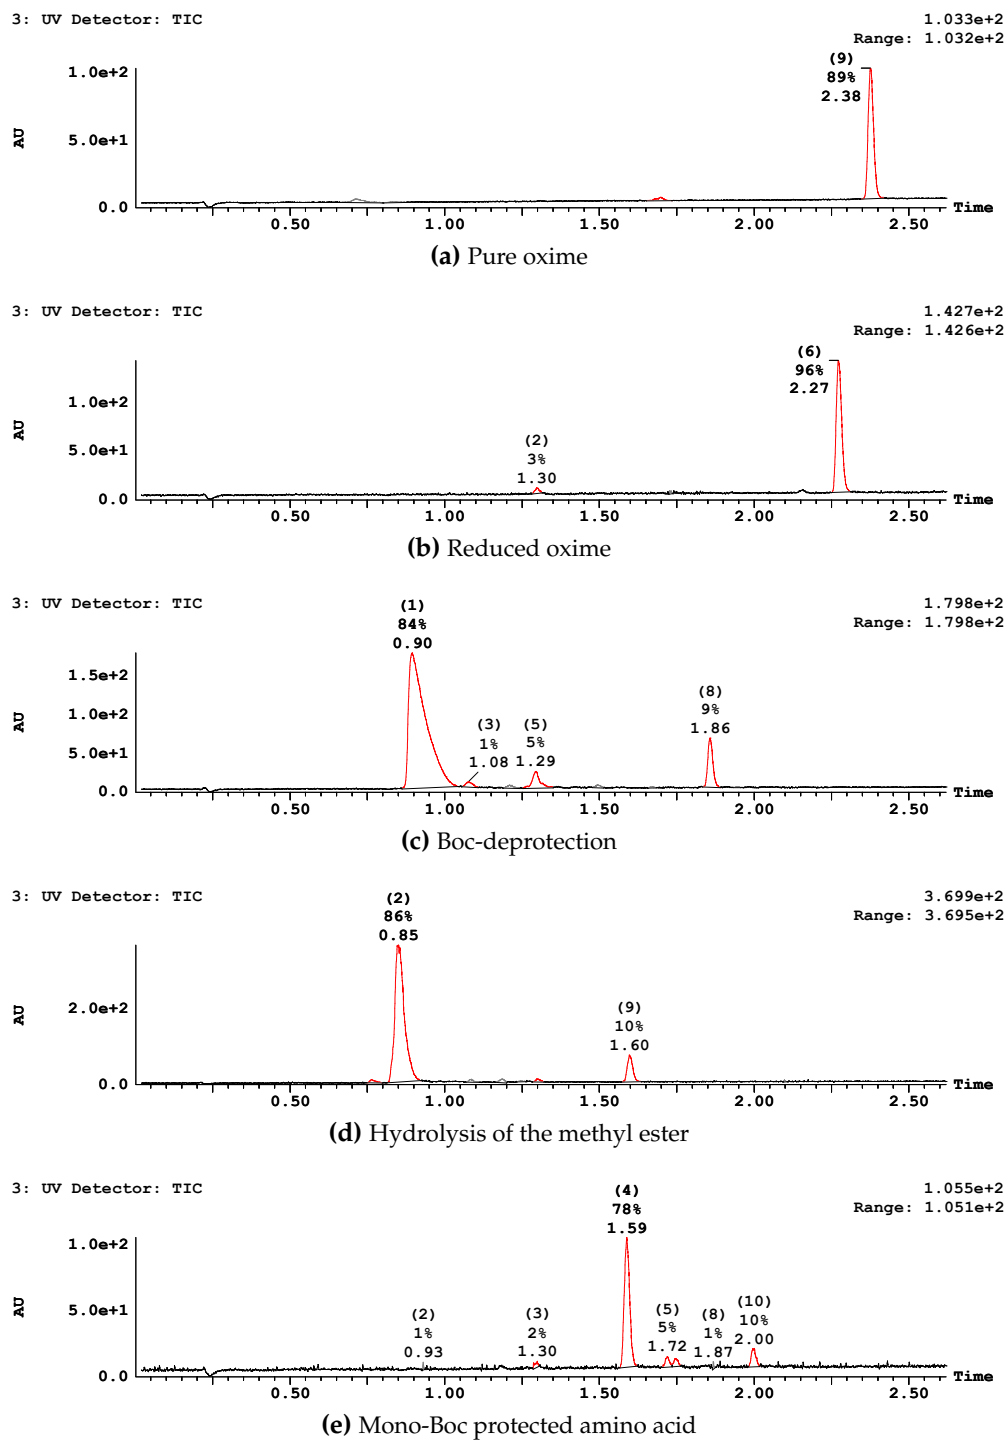 3: UV Detector: TIC 1.033e+2
Range: 1.032e+2
(9)
89%
2.38
1.0e+2
5.0e+1
0.0
AU
0.50 1.00 1.50 2.00 2.50 Time
(a) Pure oxime
3: UV Detector: TIC 1.427e+2
Range: 1.426e+2
(6)
96%
2.27
1.0e+2
5.0e+1
0.0
AU
(2)
3%
1.30
0.50 1.00 1.50 2.00 2.50 Time
(b) Reduced oxime
3: UV Detector: TIC 1.798e+2
Range: 1.798e+2
(1)
84%
0.90
1.5e+2
1.0e+2
5.0e+1
0.0
AU
(3)
1%
1.08
(5)
5%
1.29
(8)
9%
1.86
0.50 1.00 1.50 2.00 2.50 Time
(c) Boc-deprotection
3: UV Detector: TIC 3.699e+2
Range: 3.695e+2
(2)
86%
0.85
2.0e+2
0.0
AU
(9)
10%
1.60
0.50 1.00 1.50 2.00 2.50 Time
(d) Hydrolysis of the methyl ester
3: UV Detector: TIC 1.055e+2
Range: 1.051e+2
(4)
78%
1.59
1.0e+2
5.0e+1
0.0
AU
(2)
1%
0.93
(3)
2%
1.30
(5)
5%
1.72
(8)
1%
1.87
(10)
10%
2.00
0.50 1.00 1.50 2.00 2.50 Time
(e) Mono-Boc protected amino acid